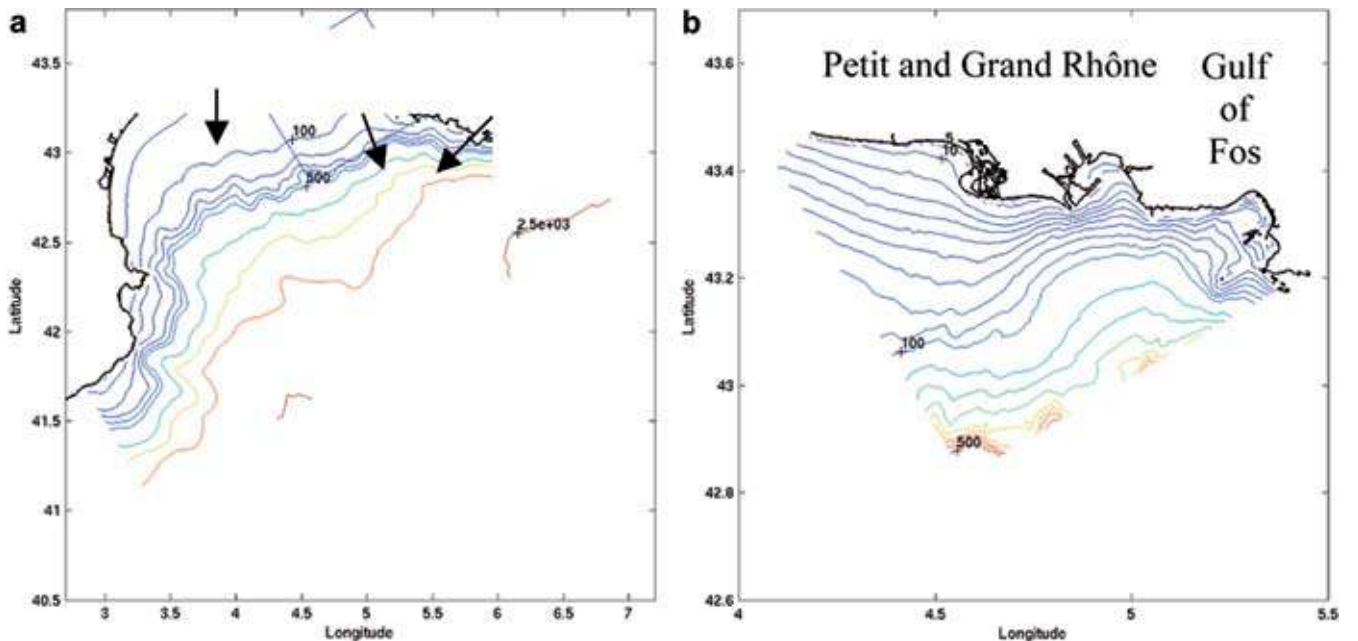 a
43.5
43
42.5
42
41.5
41
40.5
Latitude
100
500
2.5e+03
3 3.5 4 4.5 5 5.5 6 6.5 7
Longitude
b
Petit and Grand Rhône
Gulf
of
Fos
43.6
43.4
43.2
43
42.8
42.6
Latitude
5
10
100
500
4 4.5 5 5.5
Longitude